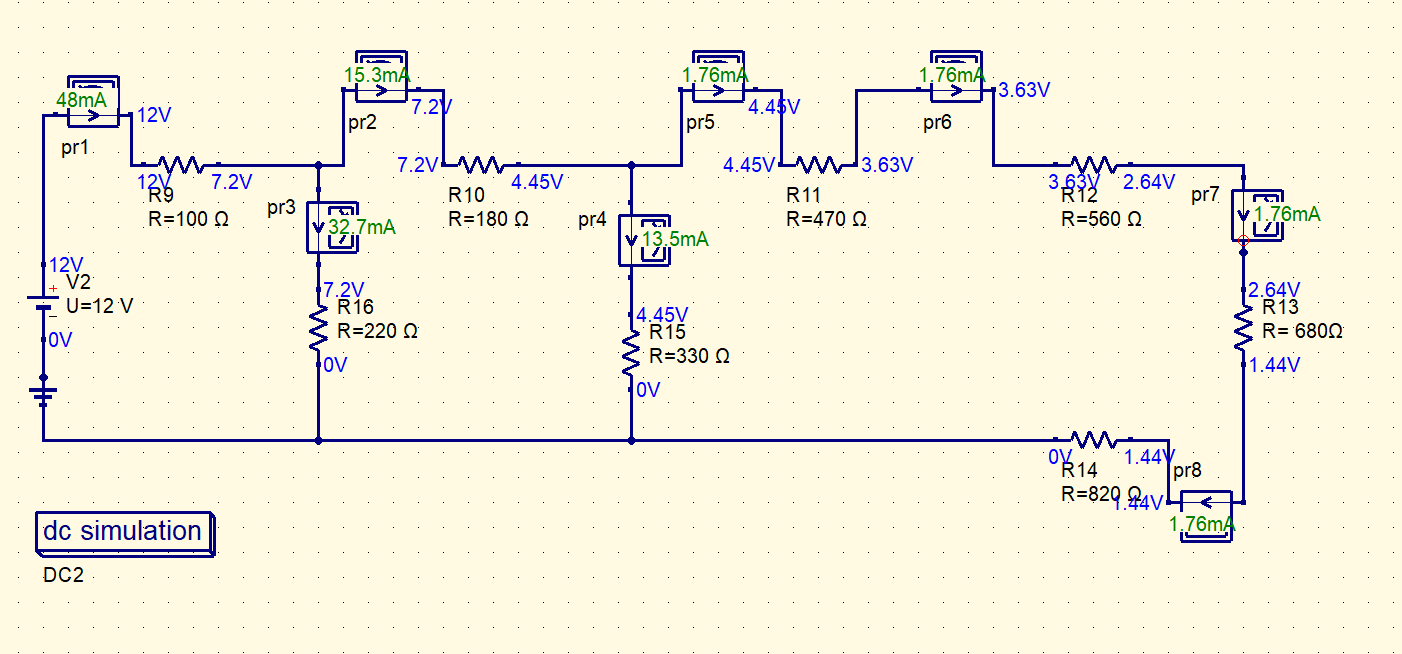 48mA
12V
pr1
15.3mA
7.2V
pr2
1.76mA
4.45V
pr5
1.76mA
3.63V
pr6
12V
7.2V
R9
R=100 Ω
7.2V
4.45V
R10
R=180 Ω
4.45V
3.63V
R11
R=470 Ω
3.63V
2.64V
R12
R=560 Ω
pr3
32.7mA
pr4
13.5mA
pr7
1.76mA
12V
+
V2
U=12 V
_
0V
7.2V
R16
R=220 Ω
0V
4.45V
R15
R=330 Ω
0V
2.64V
R13
R= 680Ω
1.44V
0V
1.44V
R14
R=820 Ω
pr8
1.44V
1.76mA
dc simulation
DC2